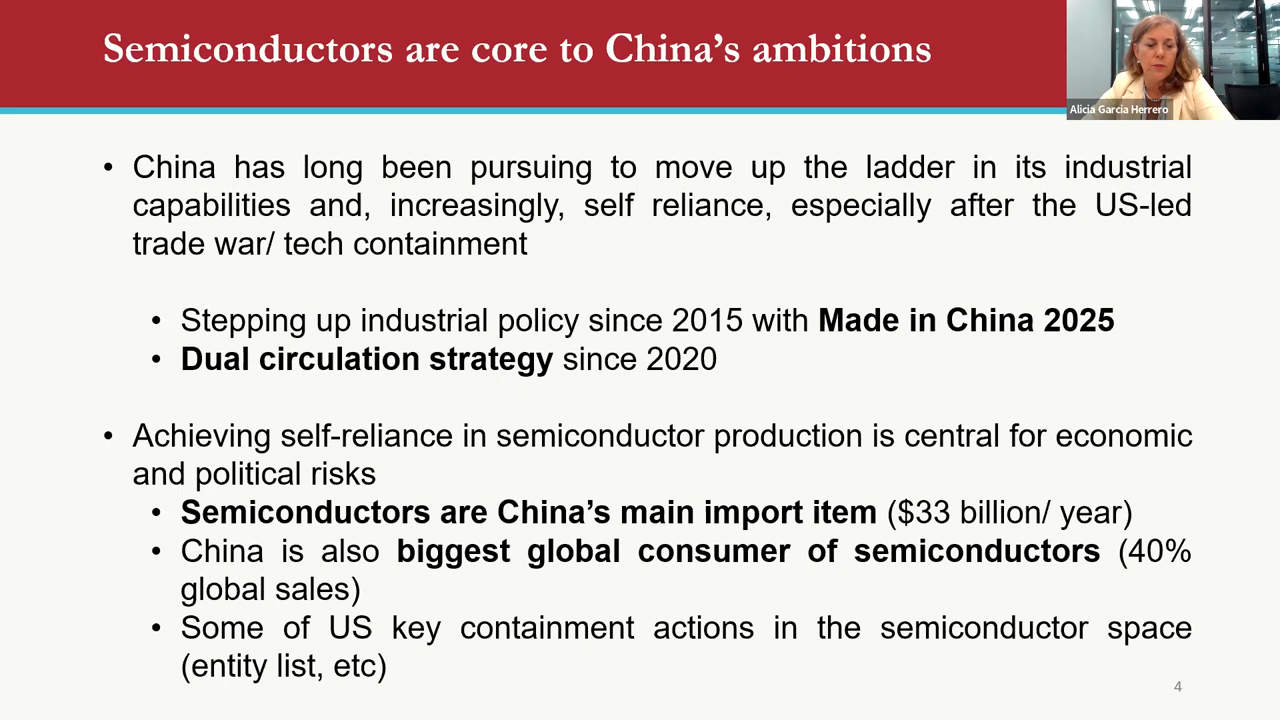 Semiconductors are core to China’s ambitions
Alicia García Herrero
• China has long been pursuing to move up the ladder in its industrial
capabilities and, increasingly, self reliance, especially after the US-led
trade war/ tech containment
• Stepping up industrial policy since 2015 with Made in China 2025
• Dual circulation strategy since 2020
• Achieving self-reliance in semiconductor production is central for economic
and political risks
• Semiconductors are China’s main import item ($33 billion/ year)
• China is also biggest global consumer of semiconductors (40%
global sales)
• Some of US key containment actions in the semiconductor space
(entity list, etc)
4